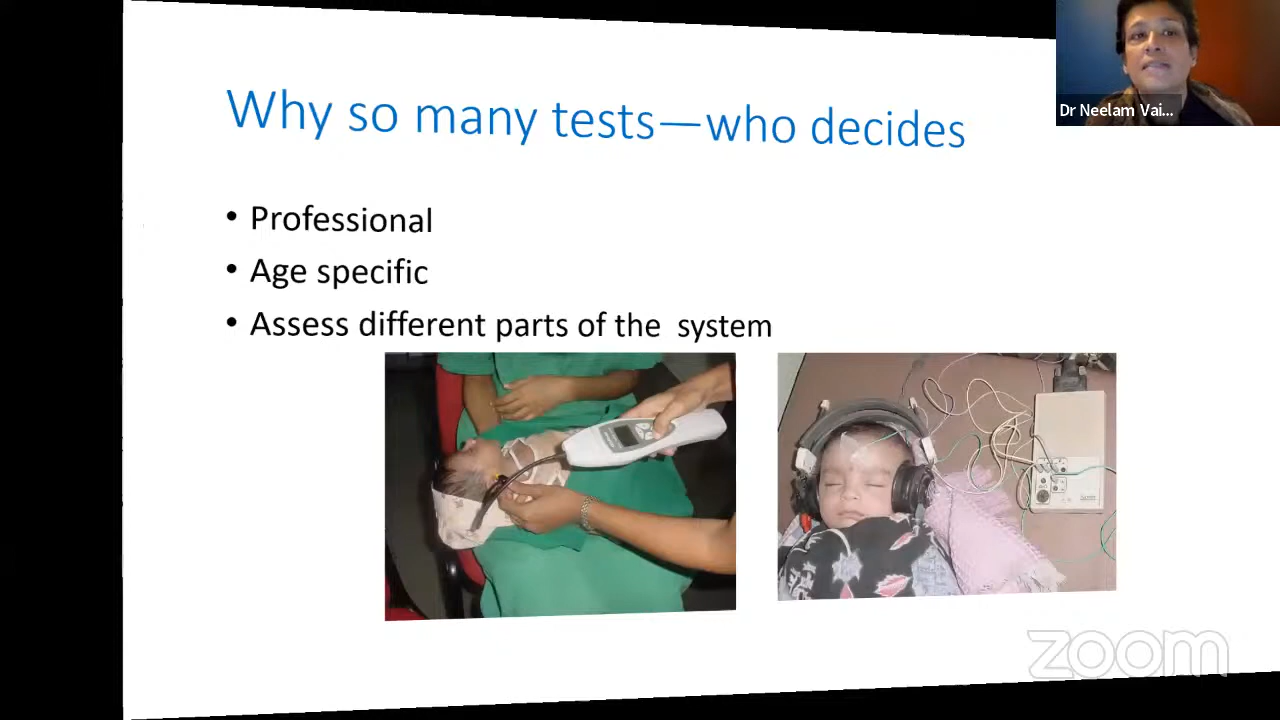 Why so many tests—who decides
Dr Neelam Vai...
• Professional
• Age specific
• Assess different parts of the system
zoom